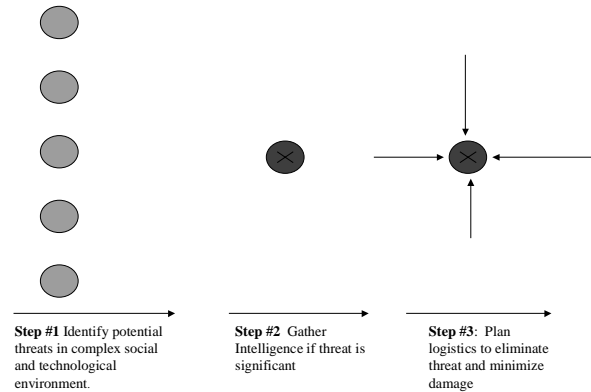 Step #1 Identify potential
threats in complex social
and technological
environment.
Step #2 Gather
Intelligence if threat is
significant
Step #3: Plan
logistics to eliminate
threat and minimize
damage